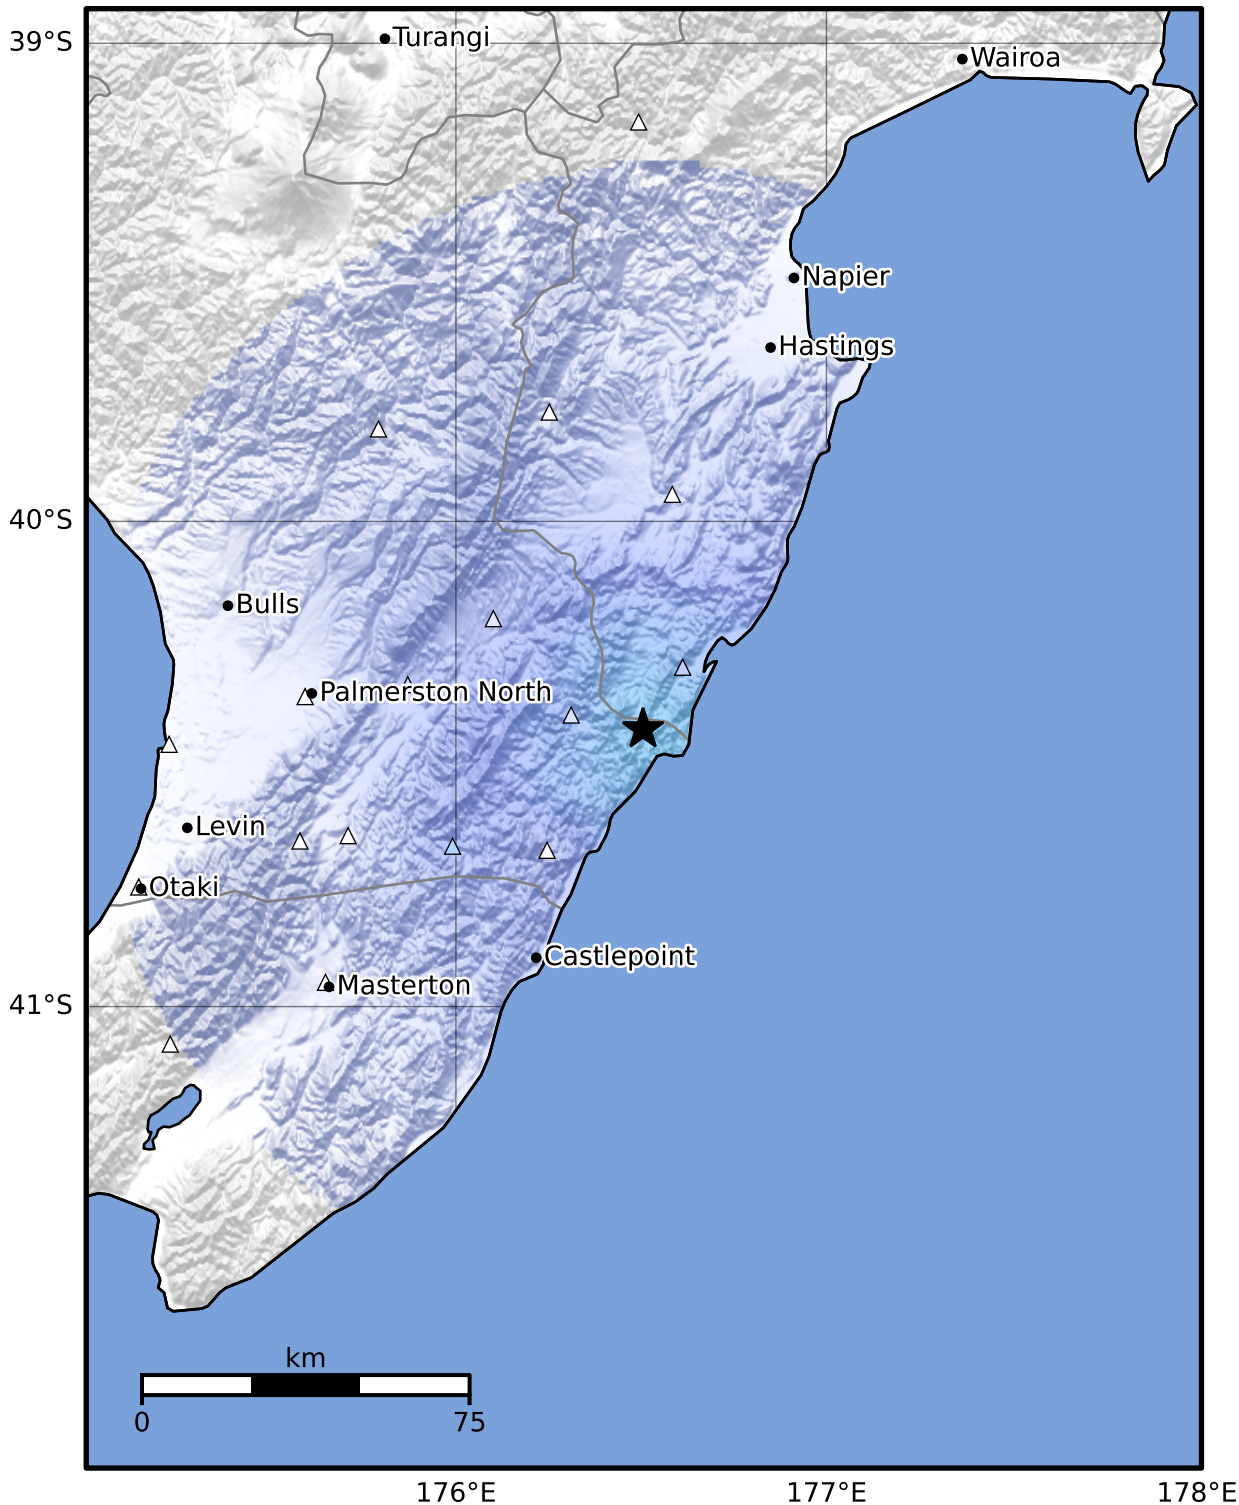 Turangi
39°S
Wairoa
Napier
Hastings
40°S
Bulls
Palmerston North
Levin
Otaki
Castlepoint
Masterton
41°S
km
0
75
176°E
177°E
178°E